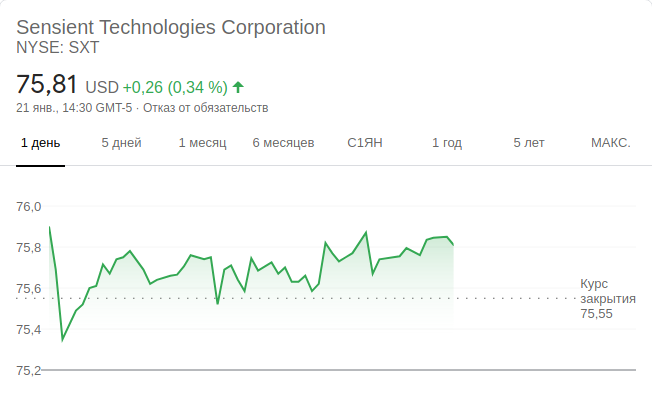 Sensient Technologies Corporation
NYSE: SXT
75,81 USD +0,26 (0,34 %)
21 янв., 14:30 GMT-5 · Отказ от обязательств
1 день 5 дней 1 месяц 6 месяцев С1ЯН 1 год 5 лет МАКС.
76,0
75,8
75,6
75,4
75,2
Курс
закрытия
75,55